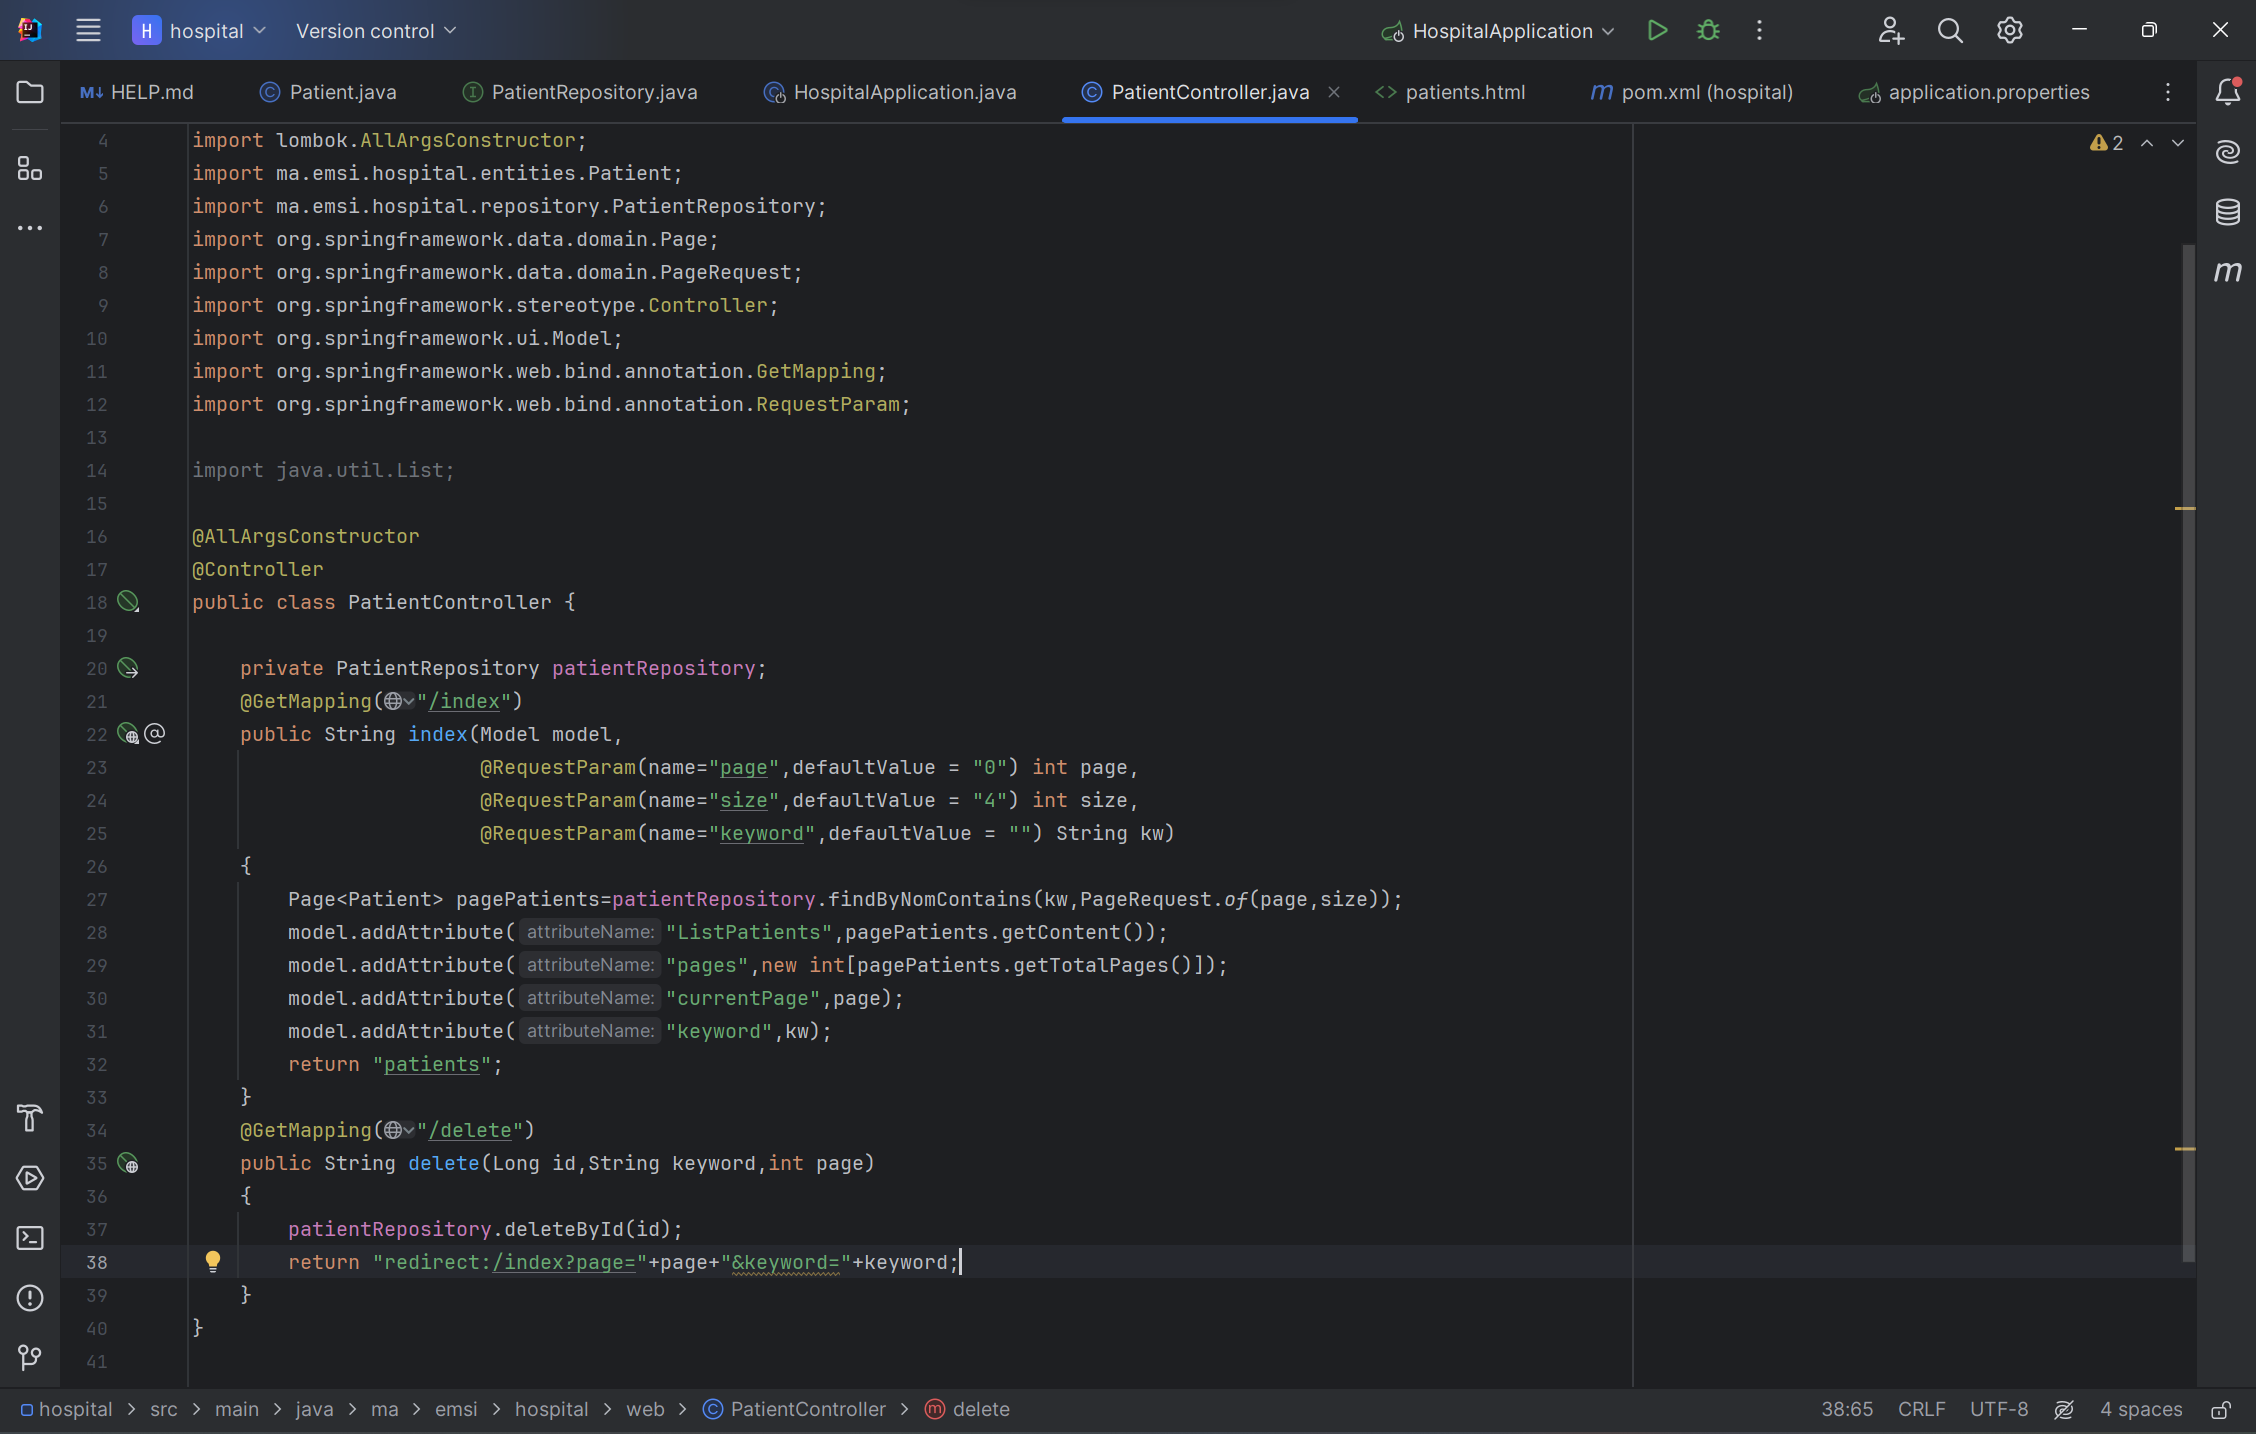 H hospital Version control HospitalApplication
HELP.md Patient.java PatientRepository.java HospitalApplication.java PatientController.java patients.html pom.xml (hospital) application.properties
4 import lombok.AllArgsConstructor; 2
5 import ma.emsi.hospital.entities.Patient;
6 import ma.emsi.hospital.repository.PatientRepository;
7 import org.springframework.data.domain.Page;
8 import org.springframework.data.domain.PageRequest;
9 import org.springframework.stereotype.Controller;
10 import org.springframework.ui.Model;
11 import org.springframework.web.bind.annotation.GetMapping;
12 import org.springframework.web.bind.annotation.RequestParam;
13
14 import java.util.List;
15
16 @AllArgsConstructor
17 @Controller
18 public class PatientController {
19
20 private PatientRepository patientRepository;
21 @GetMapping("/index")
22 public String index(Model model,
23 @RequestParam(name="page",defaultValue = "0") int page,
24 @RequestParam(name="size",defaultValue = "4") int size,
25 @RequestParam(name="keyword",defaultValue = "") String kw)
26 {
27 Page<Patient> pagePatients=patientRepository.findByNomContains(kw,PageRequest.of(page,size));
28 model.addAttribute( attributeName: "ListPatients",pagePatients.getContent());
29 model.addAttribute( attributeName: "pages",new int[pagePatients.getTotalPages()]);
30 model.addAttribute( attributeName: "currentPage",page);
31 model.addAttribute( attributeName: "keyword",kw);
32 return "patients";
33 }
34 @GetMapping("/delete")
35 public String delete(Long id,String keyword,int page)
36 {
37 patientRepository.deleteById(id);
38 return "redirect:/index?page="+page+"&keyword="+keyword;
39 }
40 }
41
hospital > src > main > java > ma > emsi > hospital > web > PatientController > delete 38:65 CRLF UTF-8 4 spaces